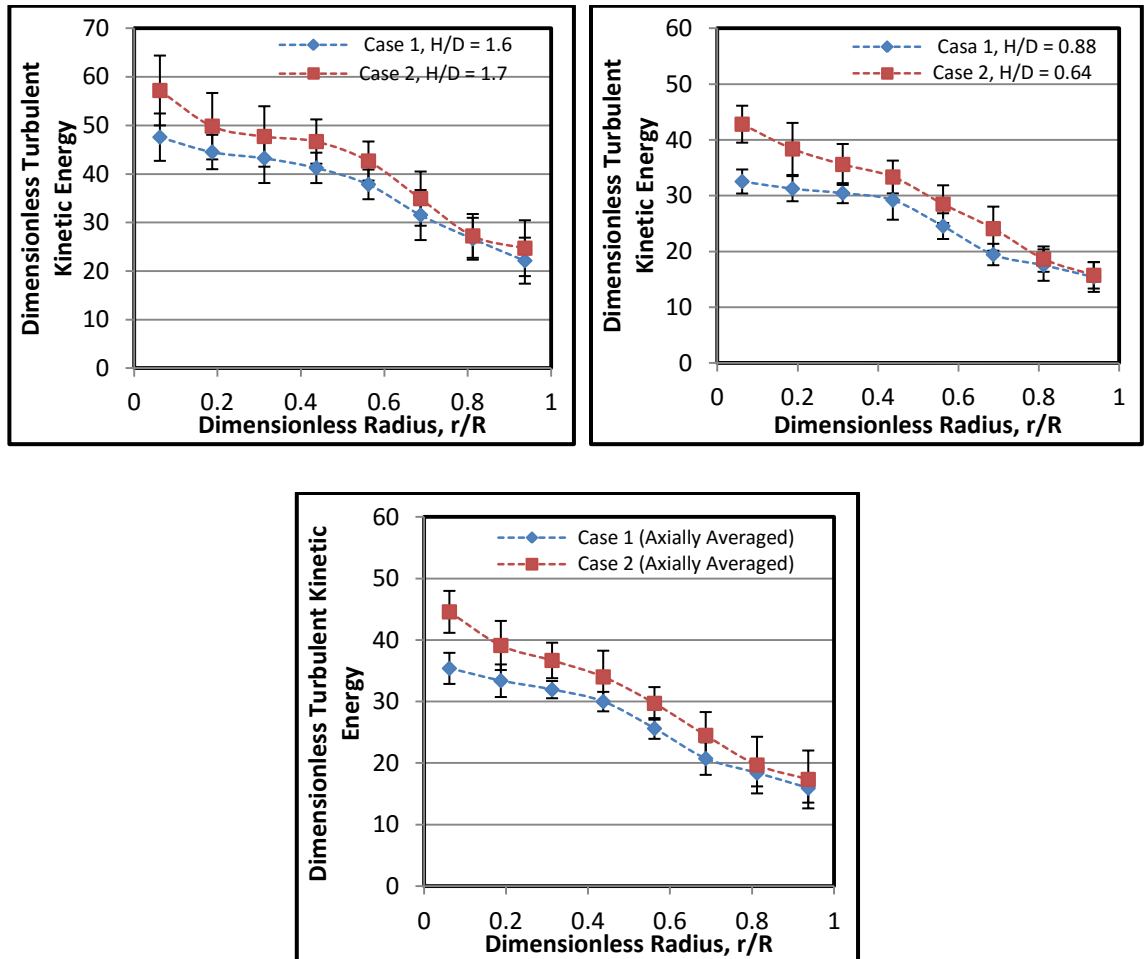 Dimensionless Turbulent
Kinetic Energy
70
60
50
40
30
20
10
0
Case 1, H/D = 1.6
Case 2, H/D = 1.7
0
0.2
0.4
0.6
0.8
1
Dimensionless Radius, r/R
Dimensionless Turbulent
Kinetic Energy
60
50
40
30
20
10
0
Casa 1, H/D = 0.88
Case 2, H/D = 0.64
0
0.2
0.4
0.6
0.8
1
Dimensionless Radius, r/R
Dimensionless Turbulent Kinetic
Energy
60
50
40
30
20
10
0
Case 1 (Axially Averaged)
Case 2 (Axially Averaged)
0
0.2
0.4
0.6
0.8
1
Dimensionless Radius, r/R